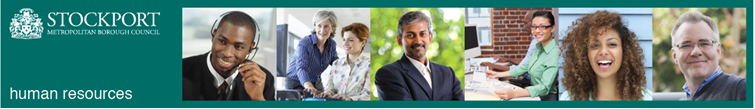 STOCKPORT
METROPOLITAN BOROUGH COUNCIL
human resources